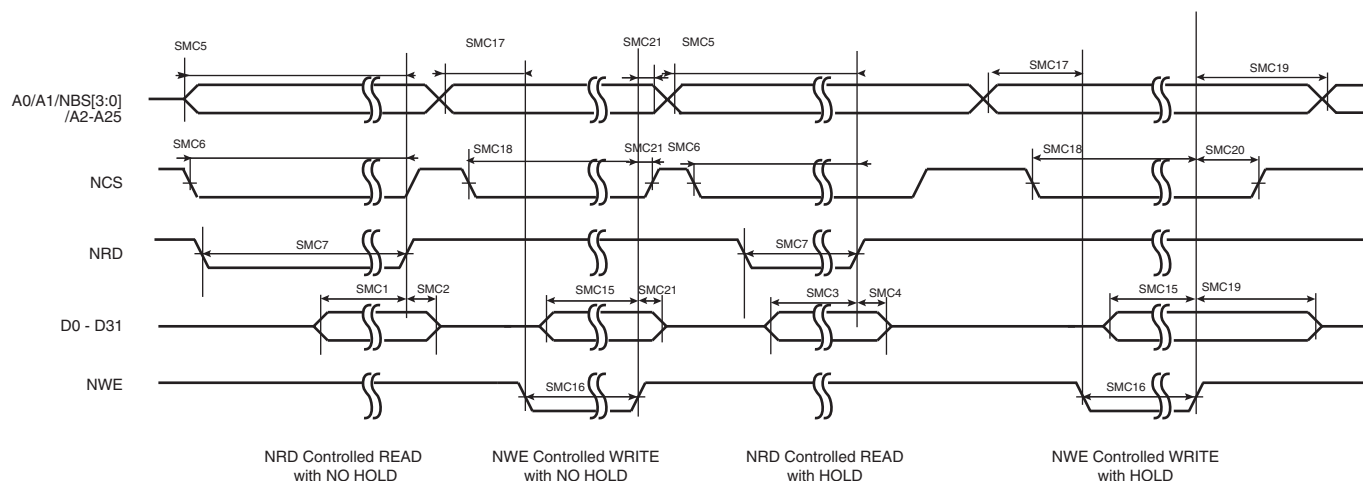 SMC5
SMC17
SMC21
SMC5
SMC17
SMC19
A0/A1/NBS[3:0]
/A2-A25
SMC6
SMC18
SMC21
SMC6
SMC18
SMC20
NCS
SMC7
SMC7
NRD
SMC1
SMC2
SMC15
SMC21
SMC3
SMC4
SMC15
SMC19
D0 - D31
SMC16
SMC16
NWE
NRD Controlled READ
with NO HOLD
NWE Controlled WRITE
with NO HOLD
NRD Controlled READ
with HOLD
NWE Controlled WRITE
with HOLD